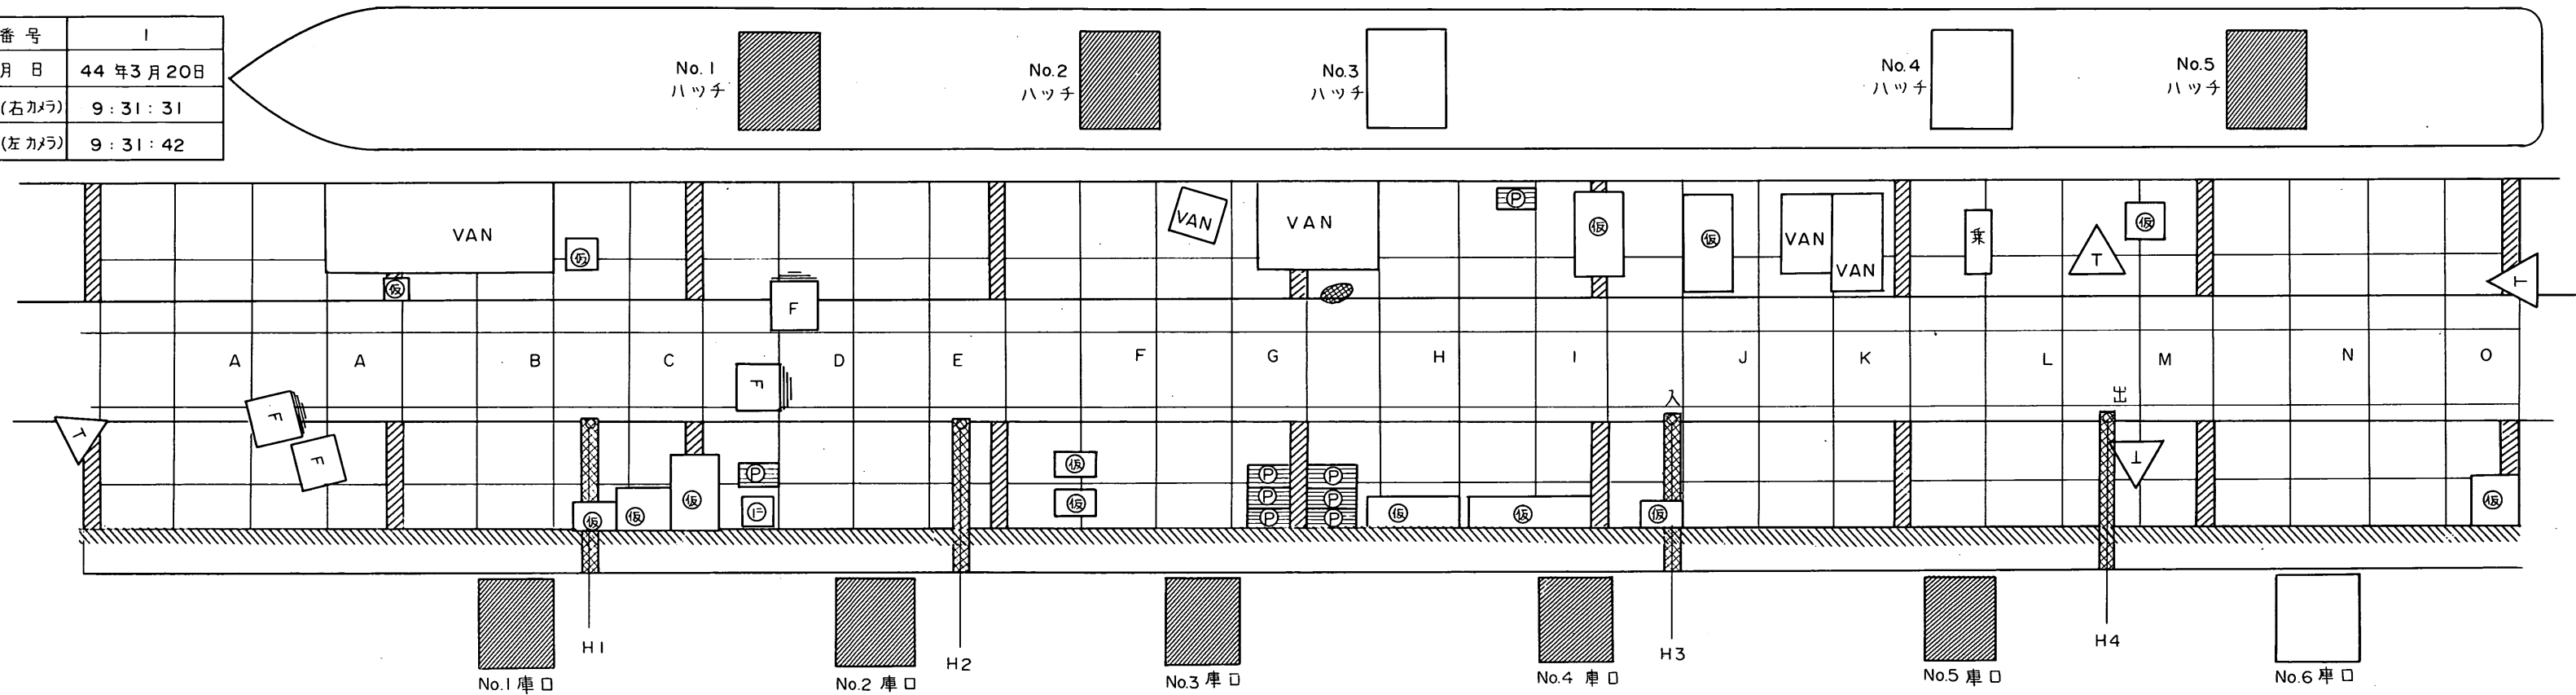 番号 1
月日 44年3月20日
(右カメラ) 9:31:31
(左カメラ) 9:31:42
No.1 ハッチ
No.2 ハッチ
No.3 ハッチ
No.4 ハッチ
No.5 ハッチ
VAN
仮
仮
VAN
VAN
P
仮
仮
VAN
VAN
乗
T
仮
T
F
A A B C D E F G H I J K L M N O
F
入
出
F
T
F
P
仮
仮
仮
仮
仮
P P
P P
P P
仮
仮
仮
T
仮
H1
H2
H3
H4
No.1 庫口
No.2 庫口
No.3 庫口
No.4 庫口
No.5 庫口
No.6 庫口